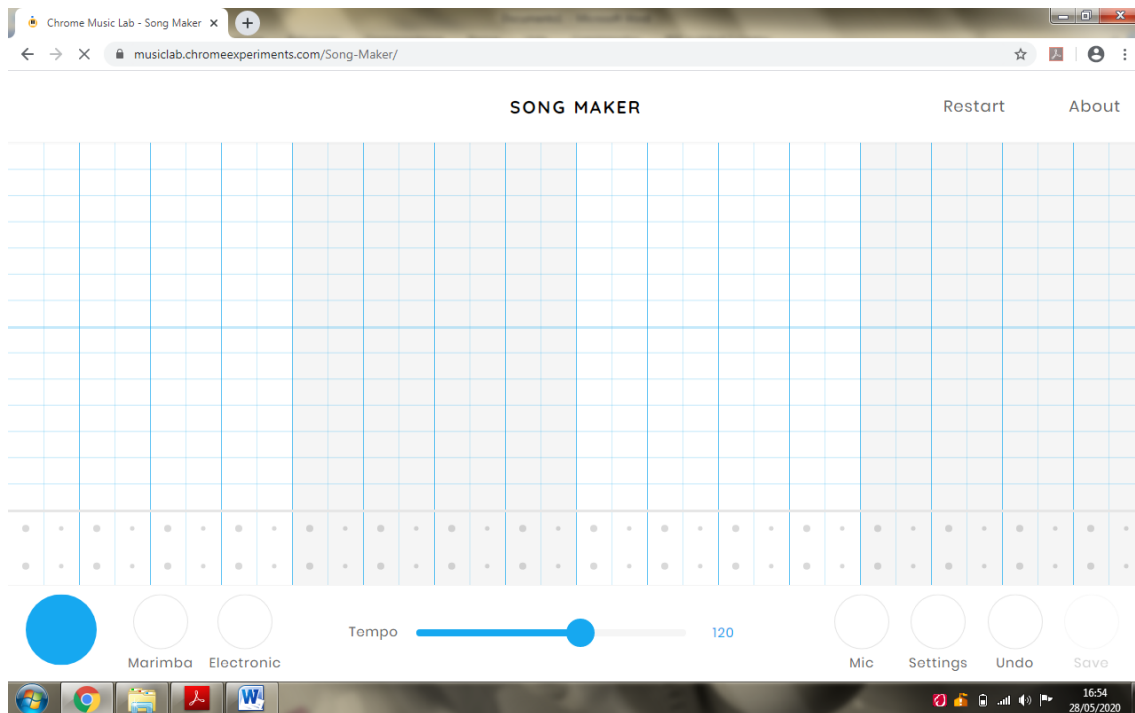 Chrome Music Lab - Song Maker
musiclab.chromeexperiments.com/Song-Maker/
SONG MAKER
Restart
About
Tempo
120
Marimba
Electronic
Mic
Settings
Undo
Save
16:54
28/05/2020